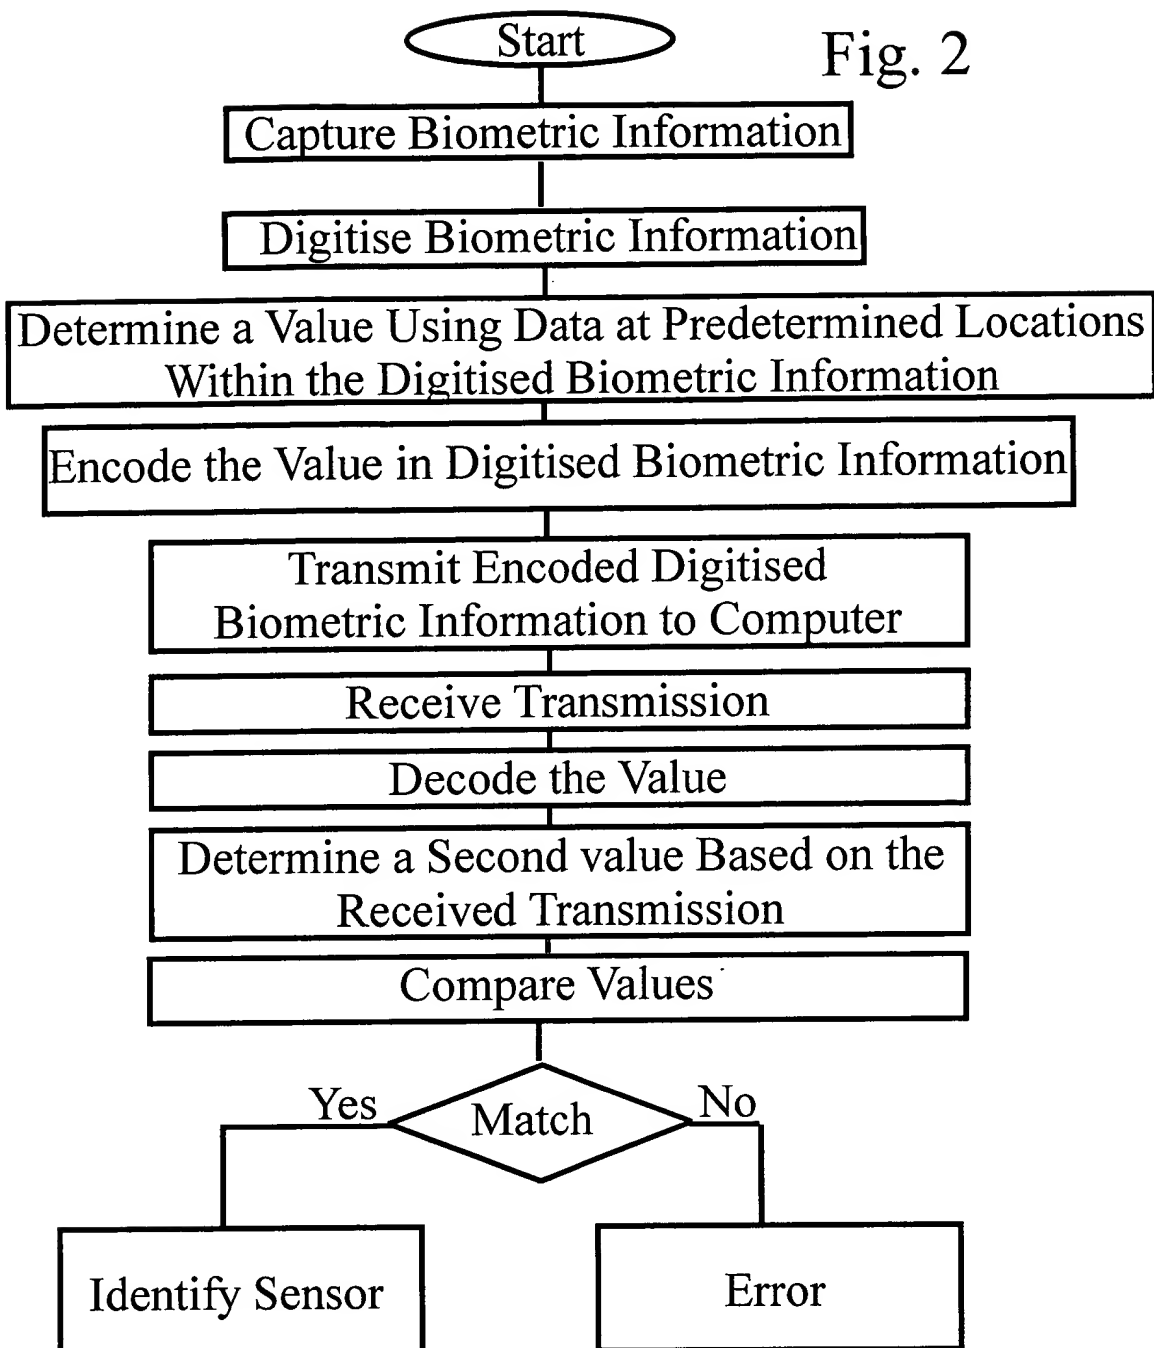 Start
Fig. 2
Capture Biometric Information
Digitise Biometric Information
Determine a Value Using Data at Predetermined Locations
Within the Digitised Biometric Information
Encode the Value in Digitised Biometric Information
Transmit Encoded Digitised
Biometric Information to Computer
Receive Transmission
Decode the Value
Determine a Second value Based on the
Received Transmission
Compare Values
Yes
Match
No
Identify Sensor
Error